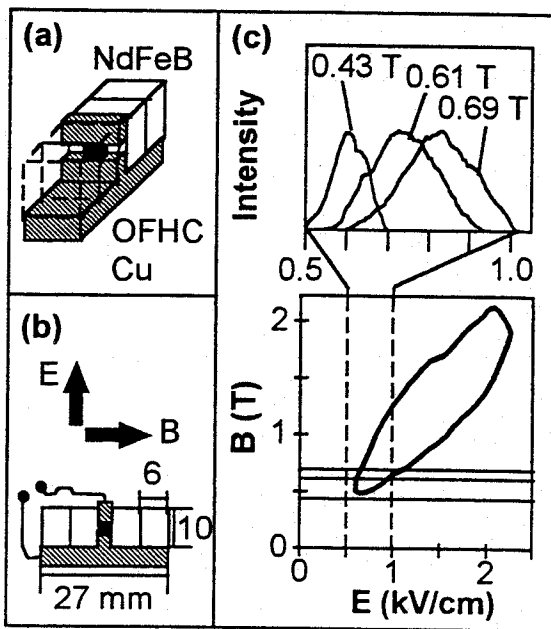 (a)
NdFeB
OFHC
Cu
(b)
E
B
6
10
27 mm
(c)
0.43 T
0.61 T
0.69 T
Intensity
0.5
1.0
2
1
0
B (T)
0
1
2
E (kV/cm)